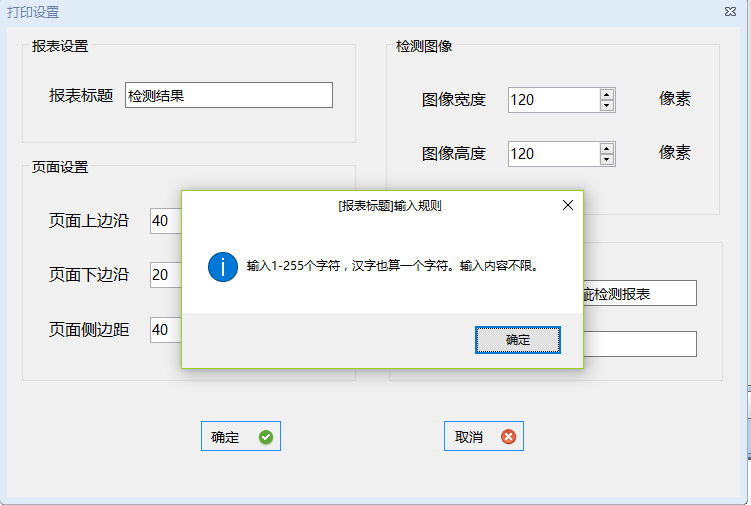 打印设置
报表设置
报表标题 检测结果
检测图像
图像宽度 120 像素
图像高度 120 像素
页面设置
页面上边沿 40
页面下边沿 20
页面侧边距 40
[报表标题]输入规则
输入1-255个字符，汉字也算一个字符。输入内容不限。
确定
检测报表
确定
取消